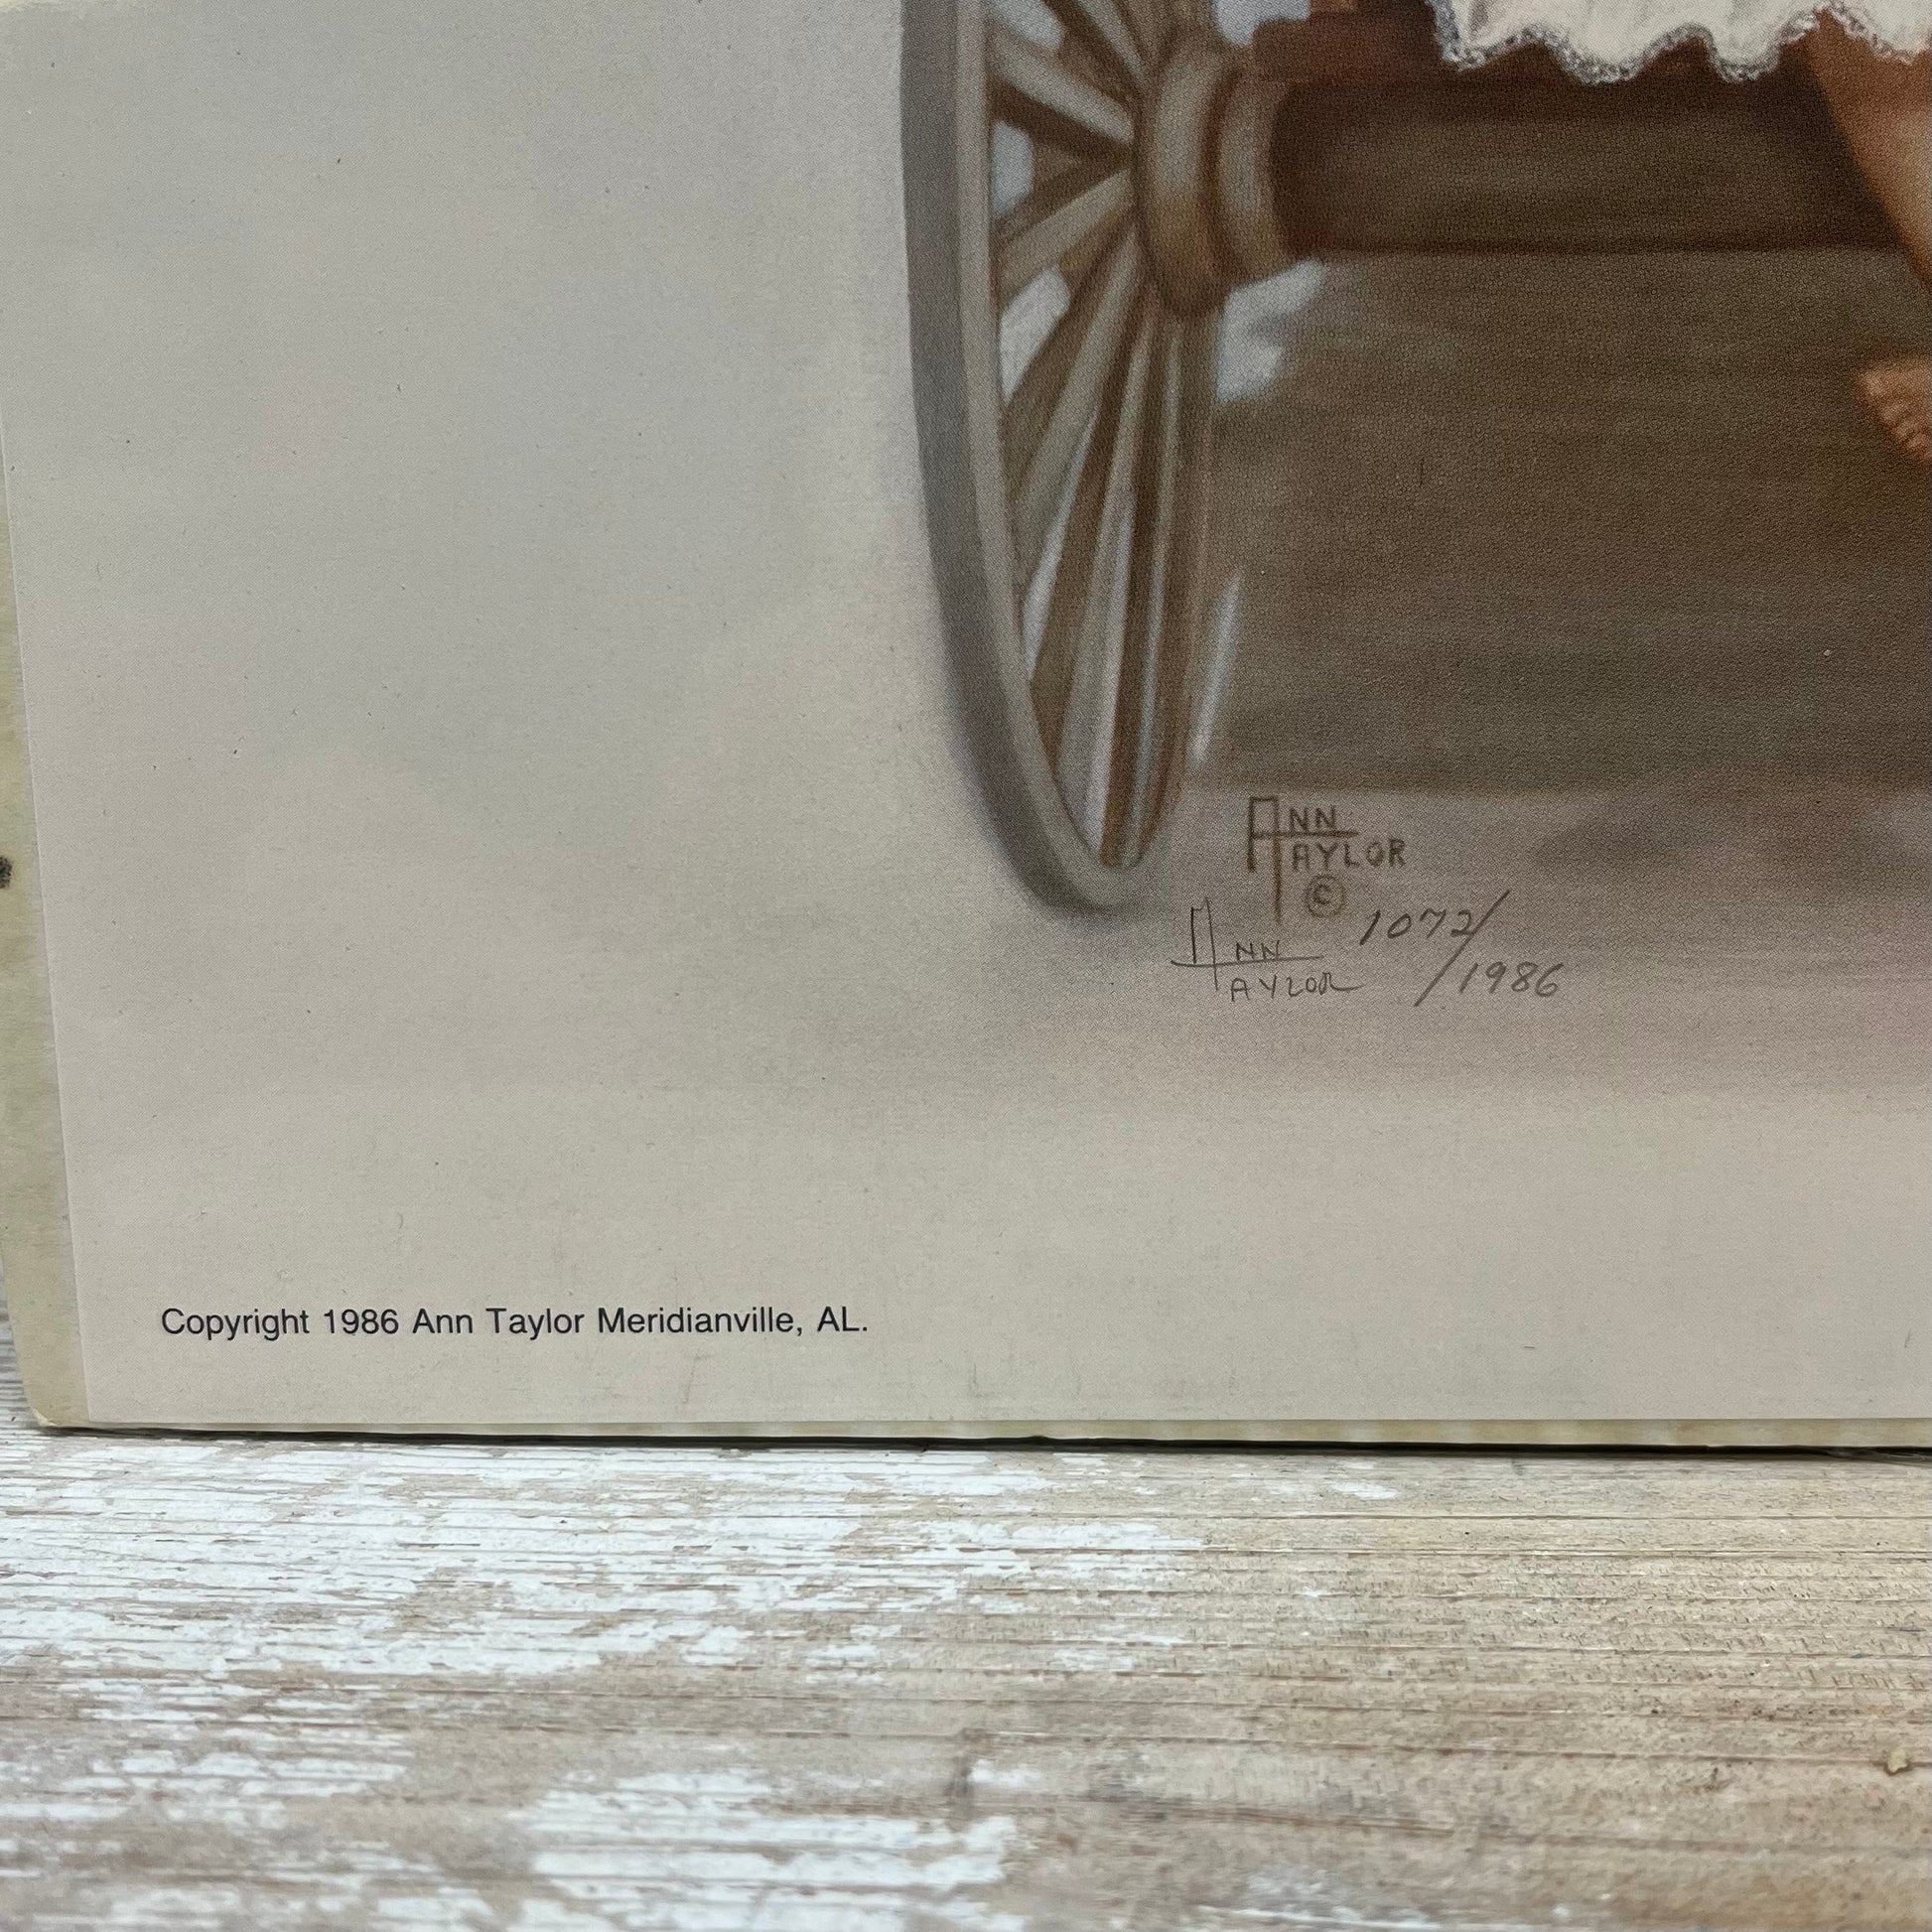 ANN
TAYLOR
©
ANN 1072/
TAYLOR /1986
Copyright 1986 Ann Taylor Meridianville, AL.